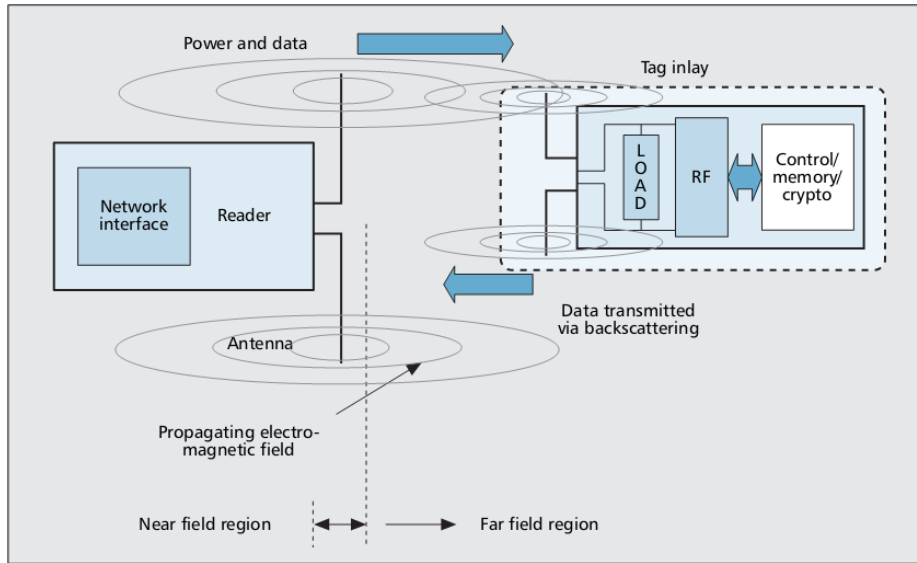 Power and data
Tag inlay
Network
interface
Reader
L
O
A
D
RF
Control/
memory/
crypto
Data transmitted
via backscattering
Antenna
Propagating electro-
magnetic field
Near field region
Far field region